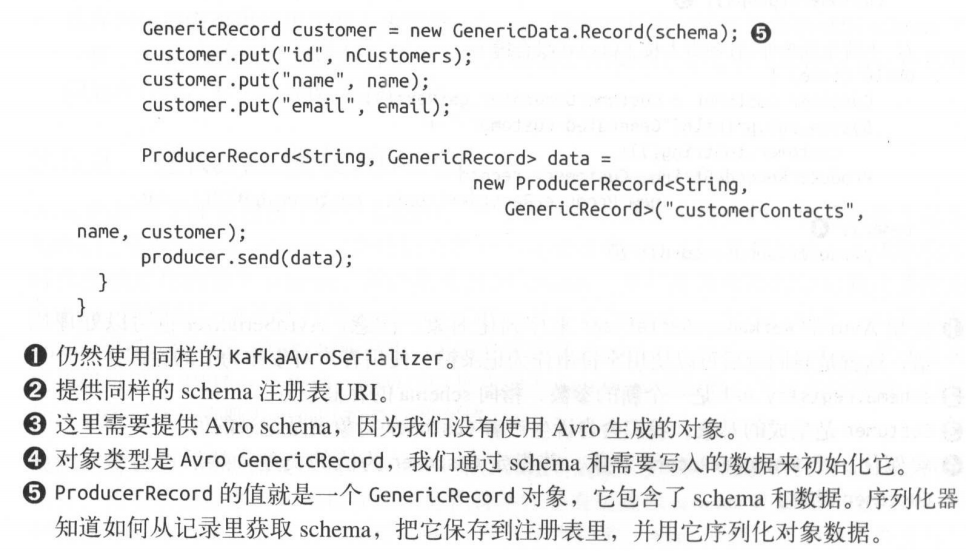 GenericRecord customer = new GenericData.Record(schema); ❺
customer.put("id", nCustomers);
customer.put("name", name);
customer.put("email", email);
ProducerRecord<String, GenericRecord> data =
new ProducerRecord<String,
GenericRecord>("customerContacts",
name, customer);
producer.send(data);
}
}
❶ 仍然使用同样的 KafkaAvroSerializer。
❷ 提供同样的 schema 注册表 URI。
❸ 这里需要提供 Avro schema，因为我们没有使用 Avro 生成的对象。
❹ 对象类型是 Avro GenericRecord，我们通过 schema 和需要写入的数据来初始化它。
❺ ProducerRecord 的值就是一个 GenericRecord 对象，它包含了 schema 和数据。序列化器
知道如何从记录里获取 schema，把它保存到注册表里，并用它序列化对象数据。